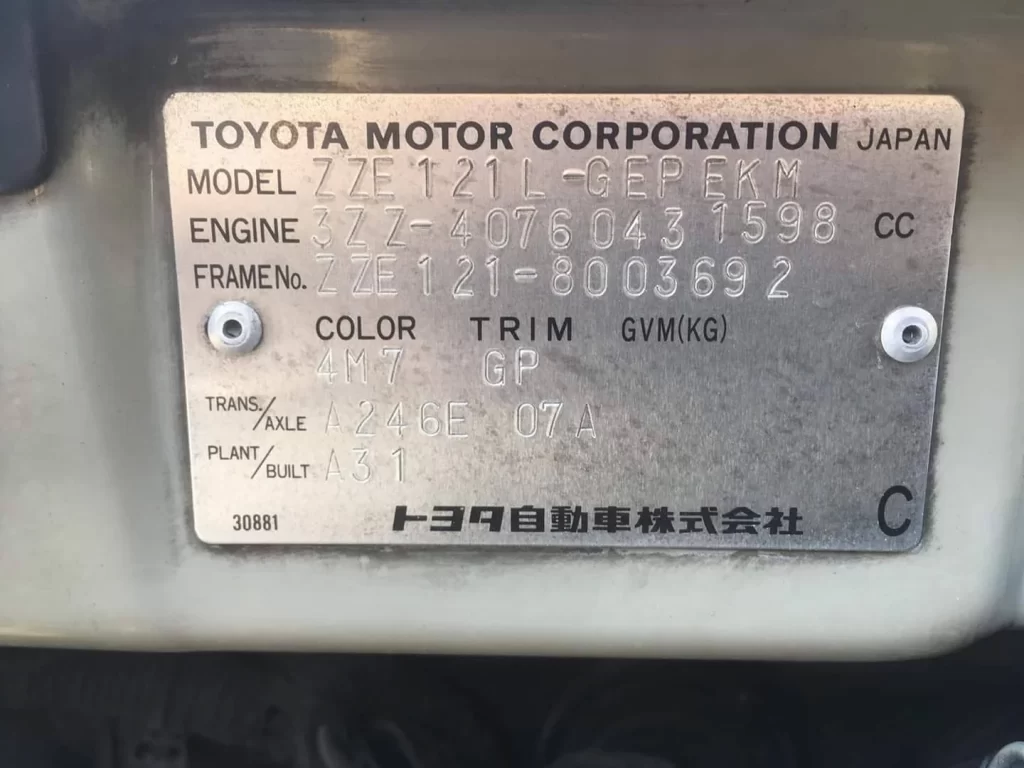 TOYOTA MOTOR CORPORATION JAPAN
MODEL ZZE121L-GEPEKM
ENGINE 3ZZ-4076043 1598 CC
FRAME No. ZZE121-8003692
COLOR TRIM GVM(KG)
4M7 GP
TRANS./AXLE A246E 07A
PLANT/BUILT A31
30881 トヨタ自動車株式会社 C